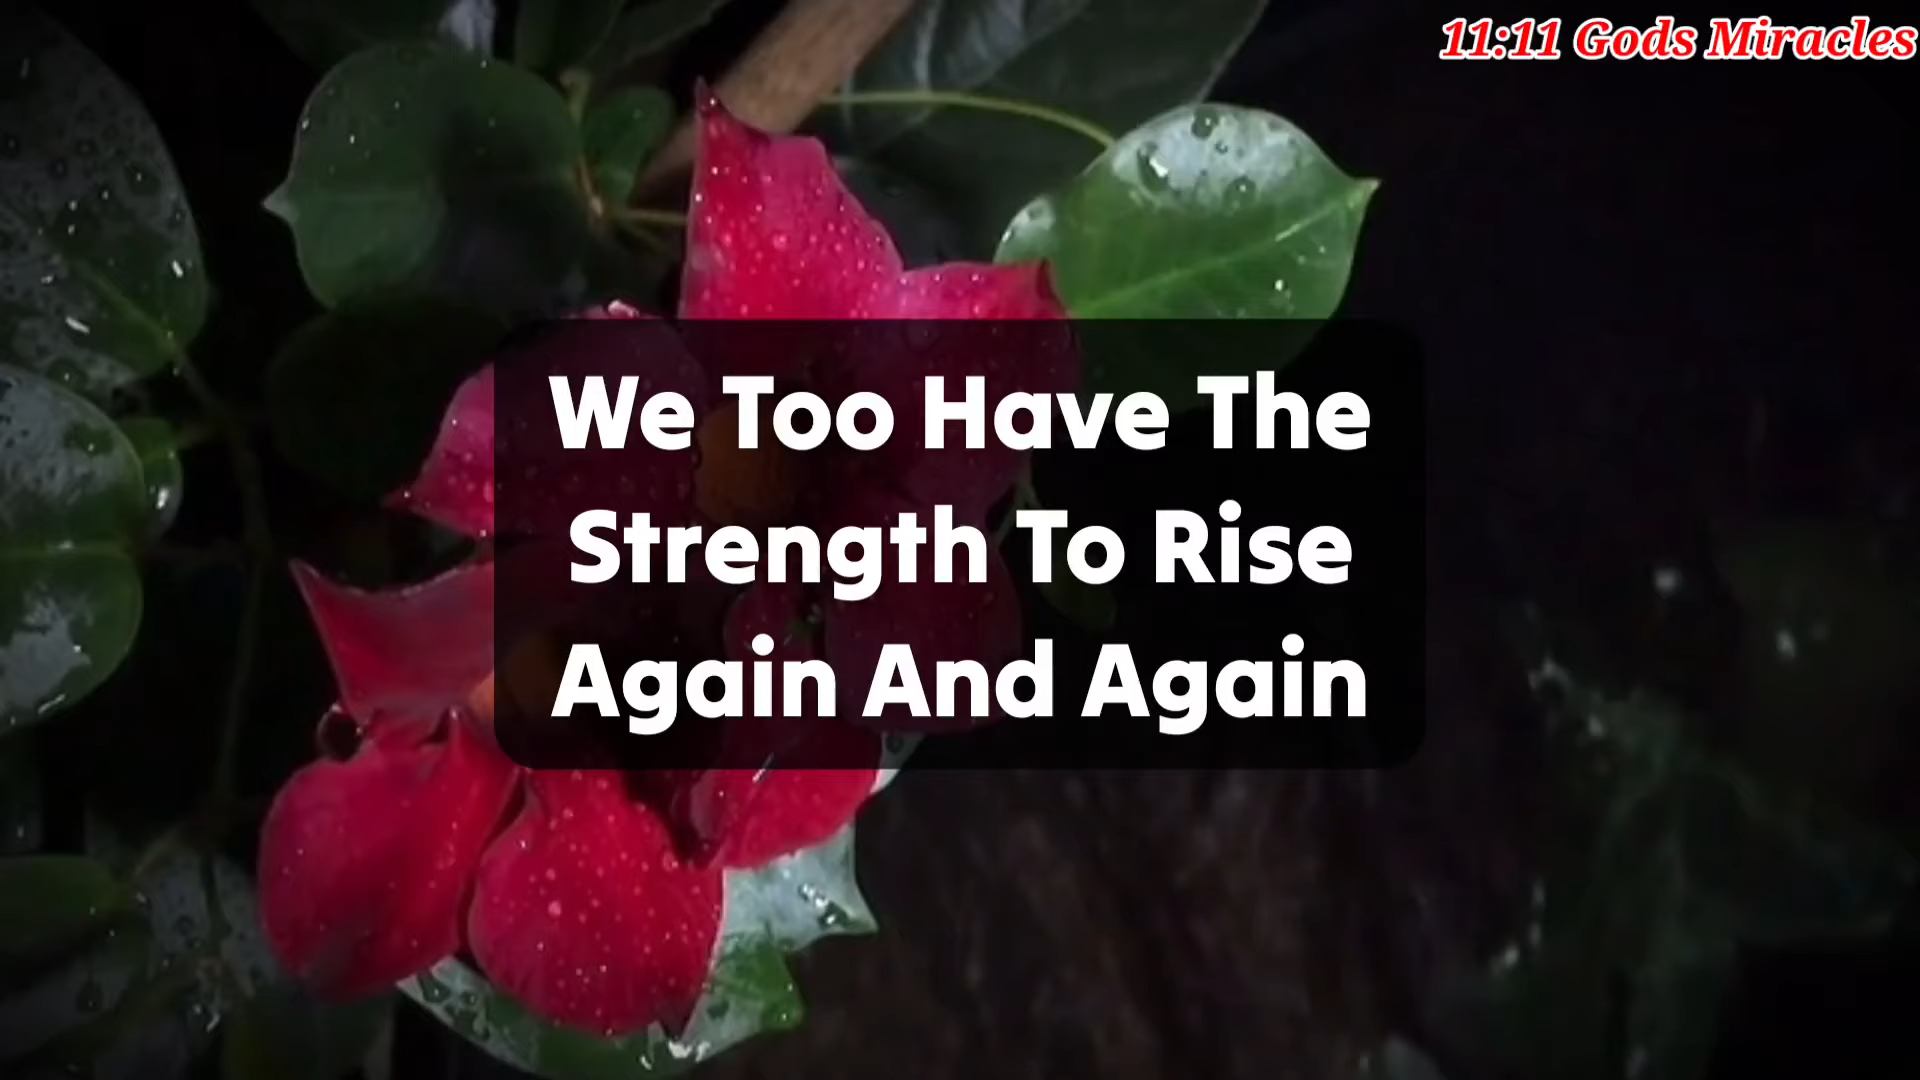 11:11 Gods Miracles
We Too Have The
Strength To Rise
Again And Again